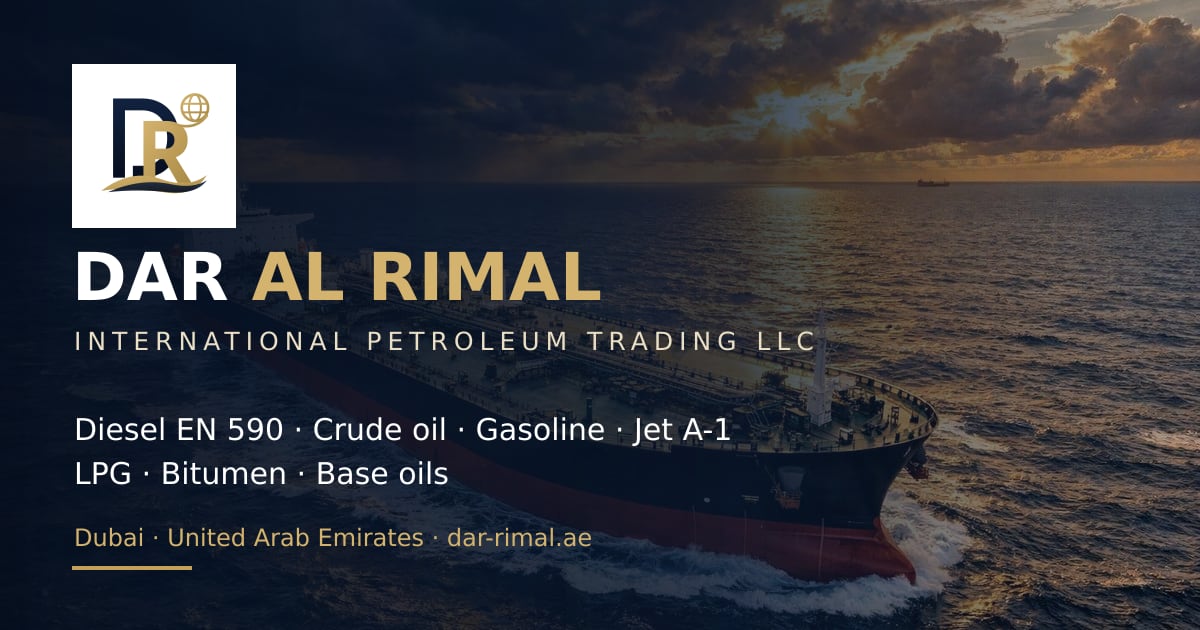 DR
DAR AL RIMAL
INTERNATIONAL PETROLEUM TRADING LLC
Diesel EN 590 · Crude oil · Gasoline · Jet A-1
LPG · Bitumen · Base oils
Dubai · United Arab Emirates · dar-rimal.ae